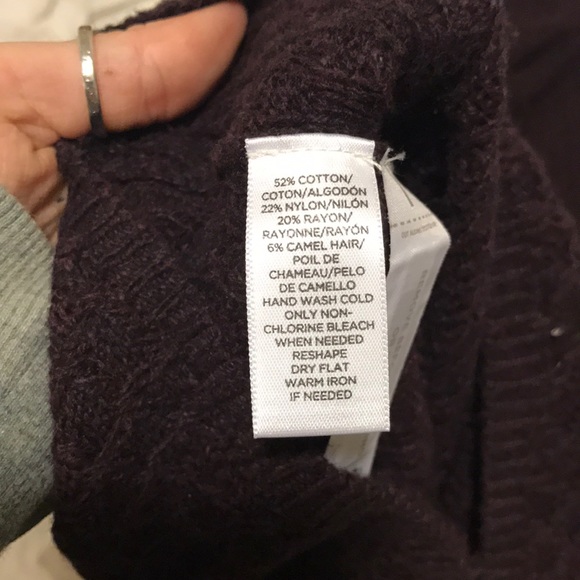 52% COTTON/
COTON/ALGODÓN
22% NYLON/NILÓN
20% RAYON/
RAYONNE/RAYÓN
6% CAMEL HAIR/
POIL DE
CHAMEAU/PELO
DE CAMELLO
HAND WASH COLD
ONLY NON-
CHLORINE BLEACH
WHEN NEEDED
RESHAPE
DRY FLAT
WARM IRON
IF NEEDED